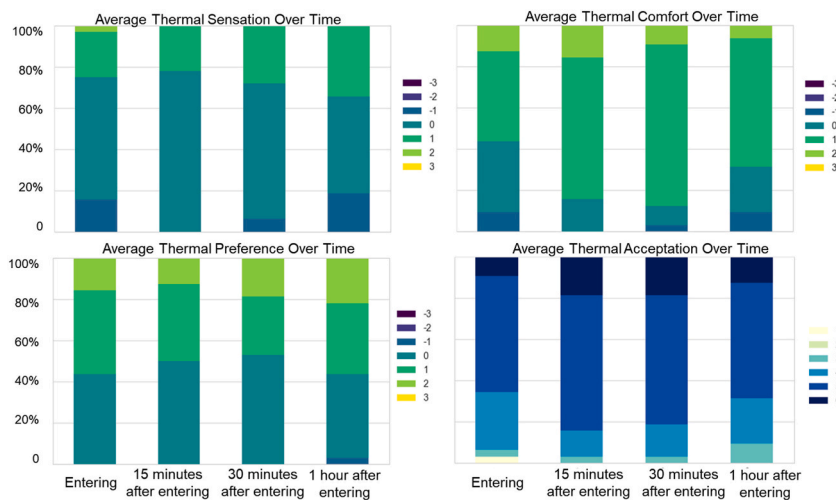 Average Thermal Sensation Over Time
100%
80%
60%
40%
20%
0
-3
-2
-1
0
1
2
3
Average Thermal Comfort Over Time
-3
-2
-1
0
1
2
3
Average Thermal Preference Over Time
100%
80%
60%
40%
20%
0
-3
-2
-1
0
1
2
3
Entering
15 minutes
after entering
30 minutes
after entering
1 hour after
entering
Average Thermal Acceptation Over Time
Entering
15 minutes
after entering
30 minutes
after entering
1 hour after
entering